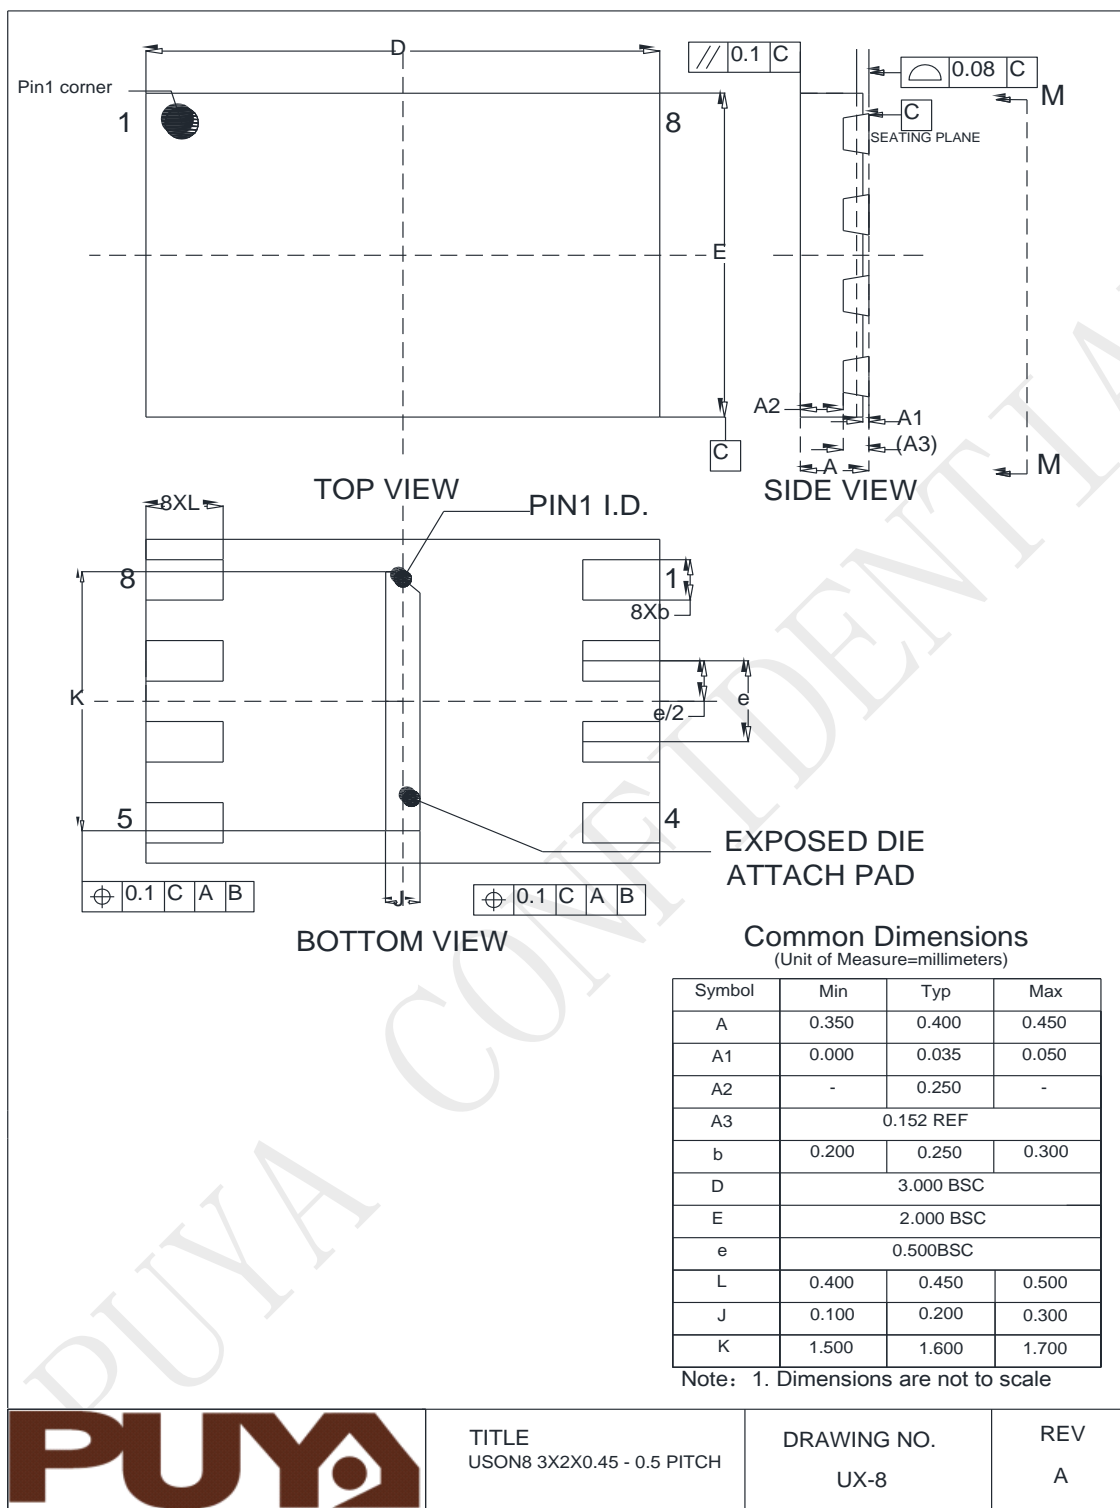 D
// 0.1 C
0.08 C
M
Pin1 corner
1
8
C
SEATING PLANE
E
A2
A1
(A3)
C
A
M
TOP VIEW
SIDE VIEW
8XL
PIN1 I.D.
8
1
8Xb
K
e/2
e
5
4
EXPOSED DIE
ATTACH PAD
0.1 C A B
J
0.1 C A B
BOTTOM VIEW
Common Dimensions
(Unit of Measure=millimeters)
Symbol Min Typ Max
A 0.350 0.400 0.450
A1 0.000 0.035 0.050
A2 - 0.250 -
A3 0.152 REF
b 0.200 0.250 0.300
D 3.000 BSC
E 2.000 BSC
e 0.500BSC
L 0.400 0.450 0.500
J 0.100 0.200 0.300
K 1.500 1.600 1.700
Note: 1. Dimensions are not to scale
PUYA CONFIDENTIA
PUYA
TITLE
USON8 3X2X0.45 - 0.5 PITCH
DRAWING NO.
UX-8
REV
A